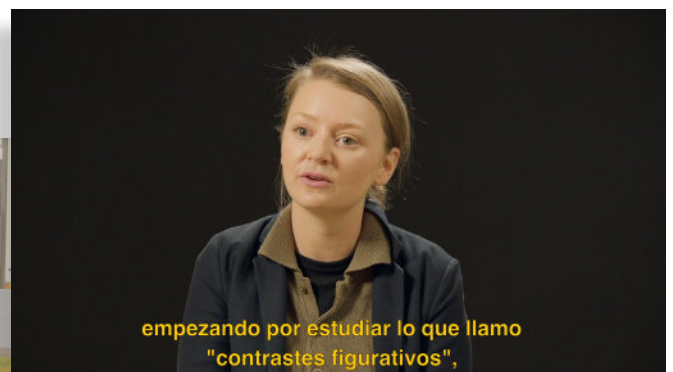 empezando por estudiar lo que llamo
"contrastes figurativos",